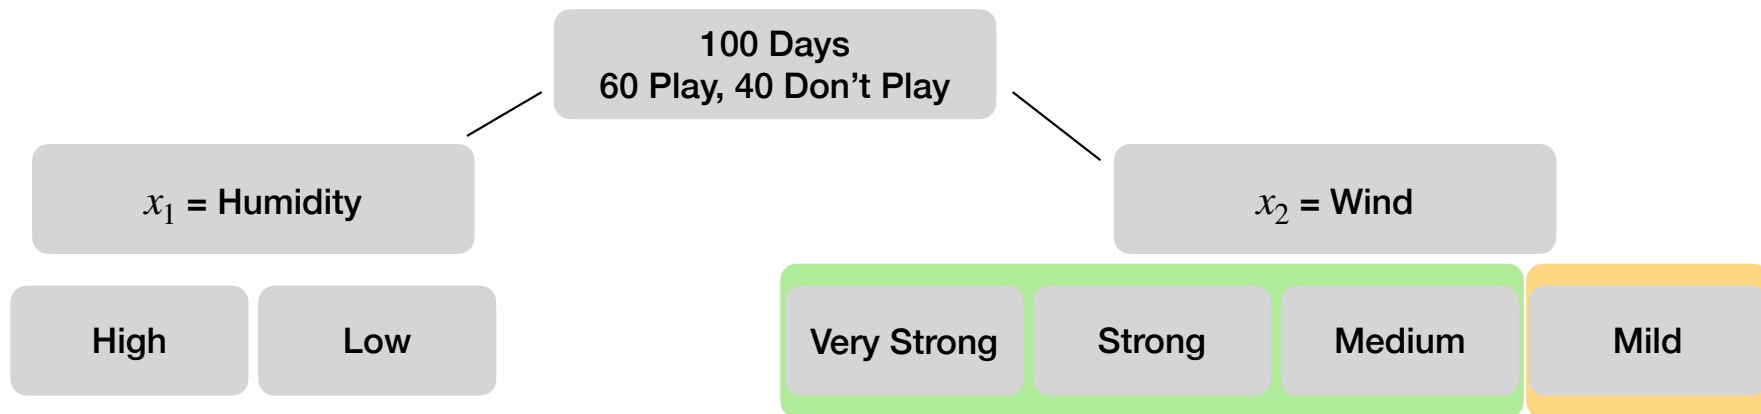 100 Days
60 Play, 40 Don't Play
x₁ = Humidity
x₂ = Wind
High
Low
Very Strong
Strong
Medium
Mild